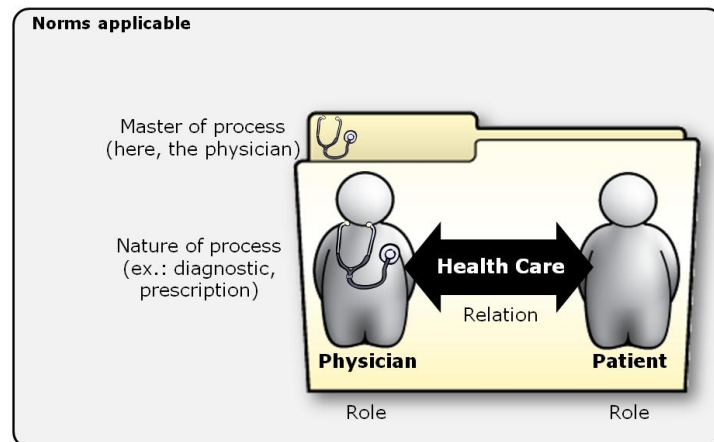 Norms applicable
Master of process
(here, the physician)
Nature of process
(ex.: diagnostic,
prescription)
Health Care
Relation
Physician
Patient
Role
Role